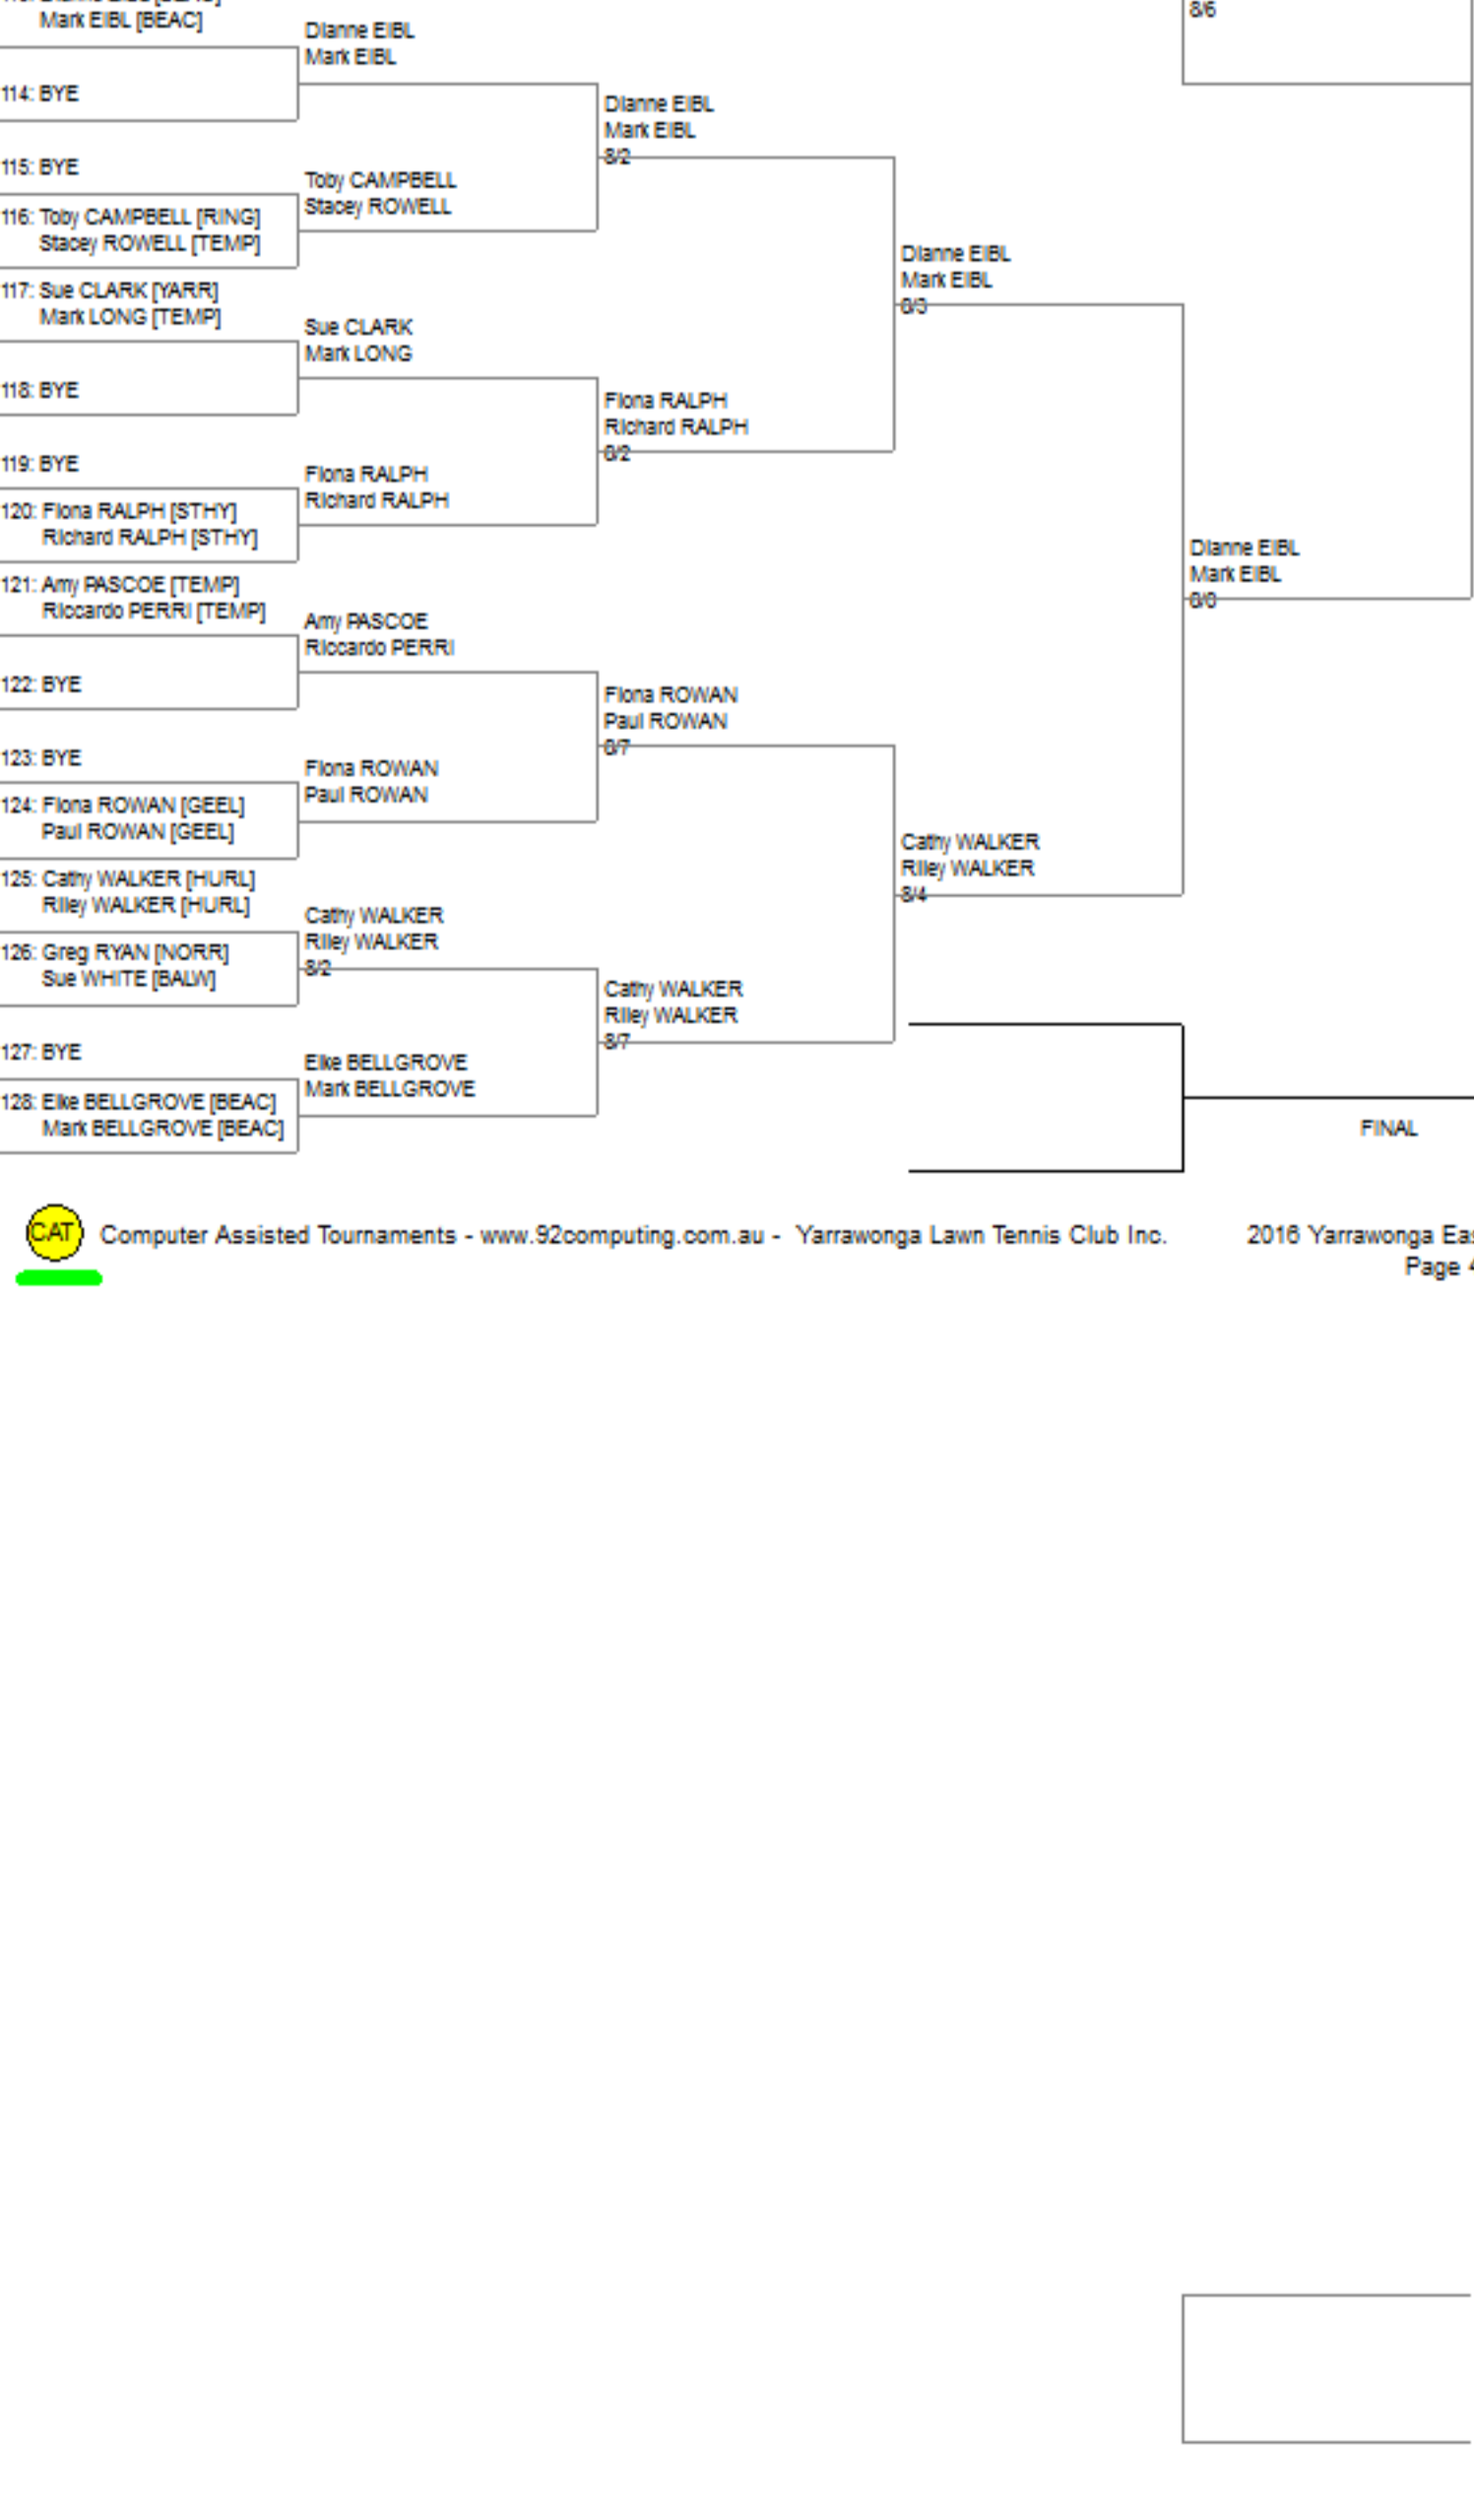 Mark EIBL [BEAC]
114: BYE
115: BYE
116: Toby CAMPBELL [RING]
Stacey ROWELL [TEMP]
117: Sue CLARK [YARR]
Mark LONG [TEMP]
118: BYE
119: BYE
120: Fiona RALPH [STHY]
Richard RALPH [STHY]
121: Amy PASCOE [TEMP]
Riccardo PERRI [TEMP]
122: BYE
123: BYE
124: Fiona ROWAN [GEEL]
Paul ROWAN [GEEL]
125: Cathy WALKER [HURL]
Riley WALKER [HURL]
126: Greg RYAN [NORR]
Sue WHITE [BALW]
127: BYE
128: Elke BELLGROVE [BEAC]
Mark BELLGROVE [BEAC]
Dianne EIBL
Mark EIBL
Toby CAMPBELL
Stacey ROWELL
Sue CLARK
Mark LONG
Fiona RALPH
Richard RALPH
Amy PASCOE
Riccardo PERRI
Fiona ROWAN
Paul ROWAN
Cathy WALKER
Riley WALKER
8/2
Elke BELLGROVE
Mark BELLGROVE
Dianne EIBL
Mark EIBL
8/2
Fiona RALPH
Richard RALPH
8/2
Fiona ROWAN
Paul ROWAN
8/7
Cathy WALKER
Riley WALKER
8/7
Dianne EIBL
Mark EIBL
8/3
Cathy WALKER
Riley WALKER
8/4
8/6
Dianne EIBL
Mark EIBL
FINAL
CAT
Computer Assisted Tournaments - www.92computing.com.au - Yarrawonga Lawn Tennis Club Inc.
2016 Yarrawonga
Page